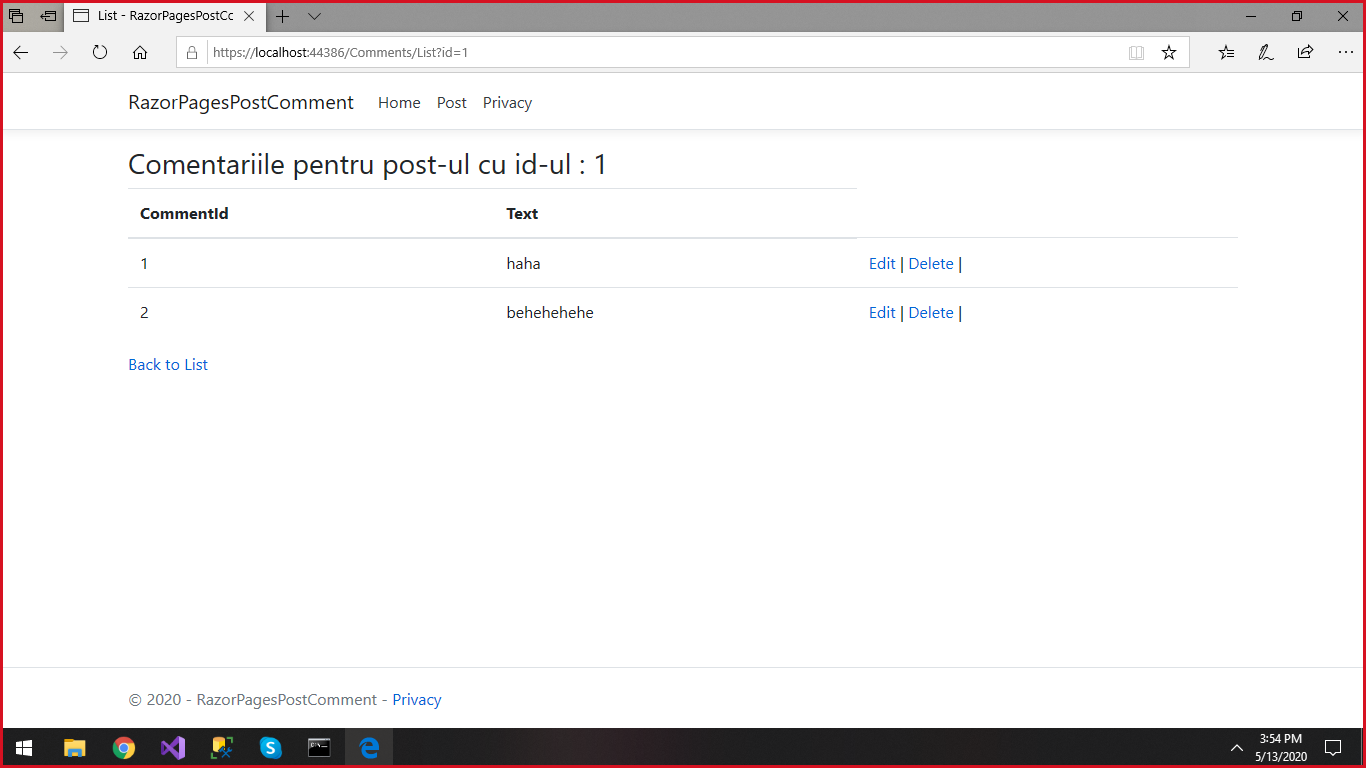 List - RazorPagesPostCc
https://localhost:44386/Comments/List?id=1
RazorPagesPostComment Home Post Privacy
Comentariile pentru post-ul cu id-ul : 1
CommentId Text
1 haha Edit | Delete |
2 behehehehe Edit | Delete |
Back to List
© 2020 - RazorPagesPostComment - Privacy
3:54 PM
5/13/2020